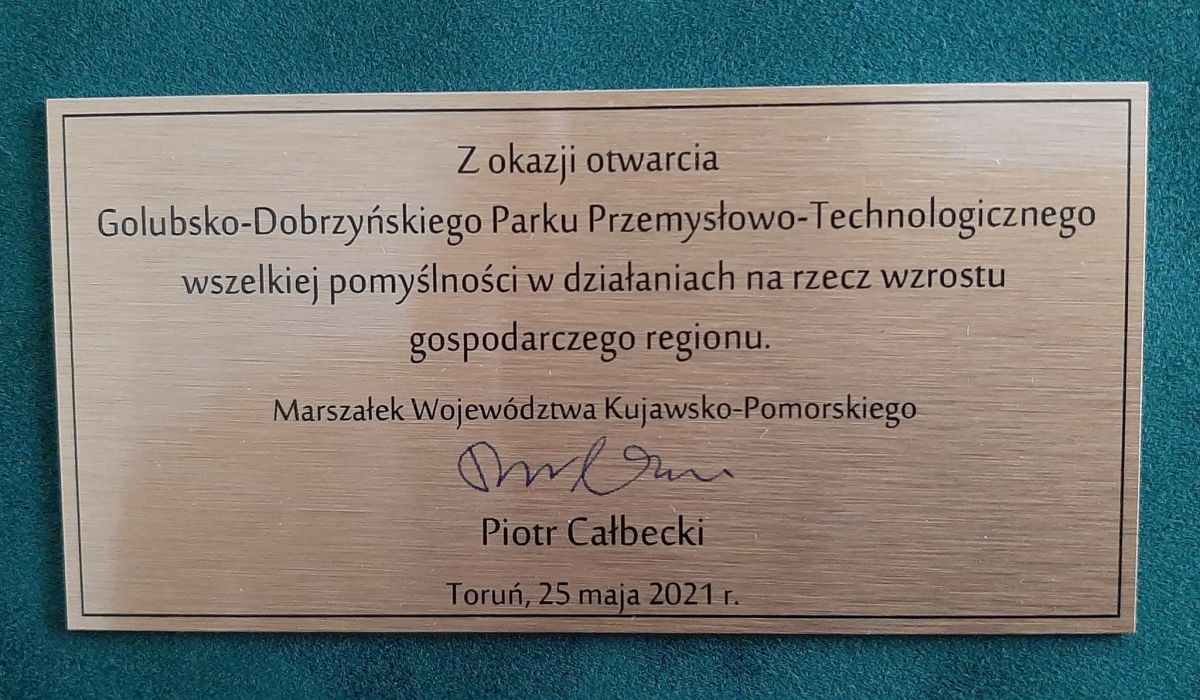 Z okazji otwarcia
Golubsko-Dobrzyńskiego Parku Przemysłowo-Technologicznego
wszelkiej pomyślności w działaniach na rzecz wzrostu
gospodarczego regionu.
Marszałek Województwa Kujawsko-Pomorskiego
Piotr Całbecki
Toruń, 25 maja 2021 r.